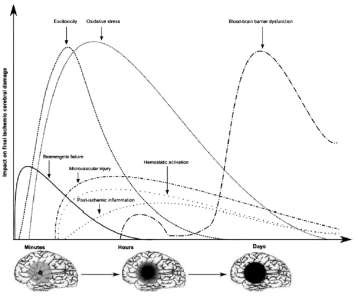 Excitotoxicity
Oxidative stress
Blood-brain barrier dysfunction
Impact on final ischemic cerebral damage
Bioenergetic failure
Microvascular injury
Hemostatic activation
Post-ischemic inflammation
Minutes
Hours
Days